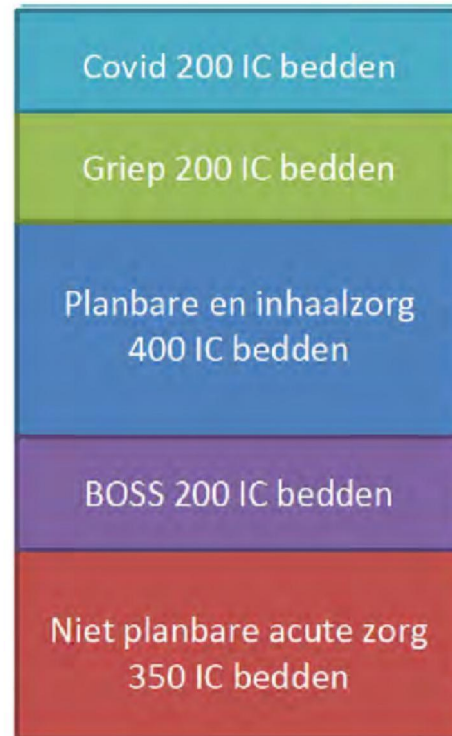 Covid 200 IC bedden
Griep 200 IC bedden
Planbare en inhaalzorg
400 IC bedden
BOSS 200 IC bedden
Niet planbare acute zorg
350 IC bedden